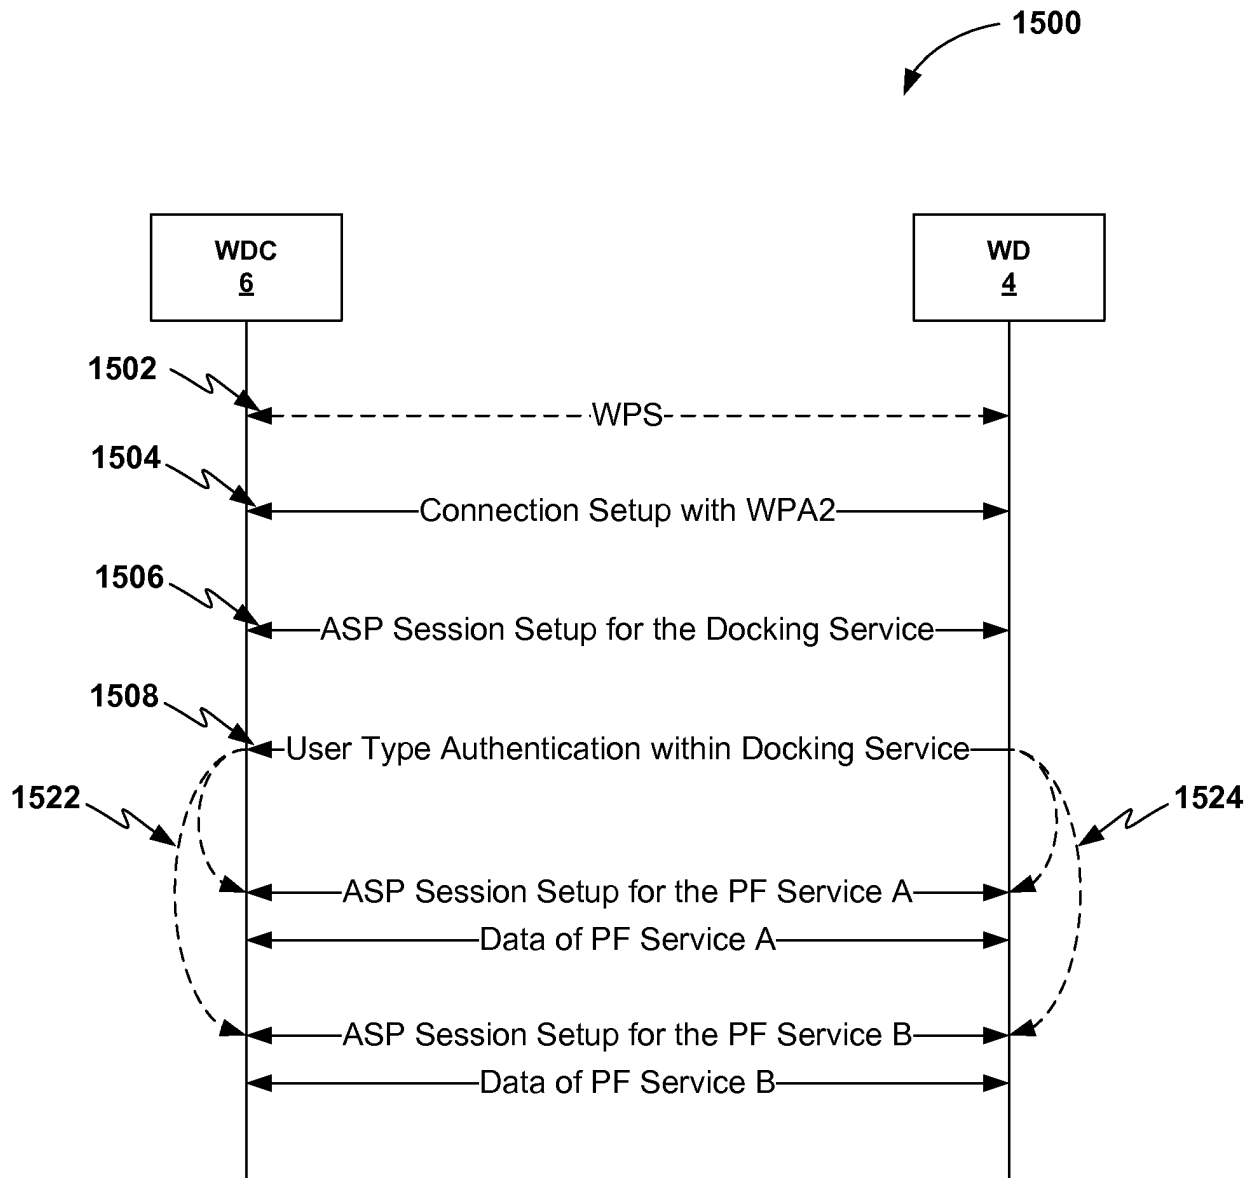 1500
WDC
6
WD
4
1502
WPS
1504
Connection Setup with WPA2
1506
ASP Session Setup for the Docking Service
1508
User Type Authentication within Docking Service
1522
1524
ASP Session Setup for the PF Service A
Data of PF Service A
ASP Session Setup for the PF Service B
Data of PF Service B